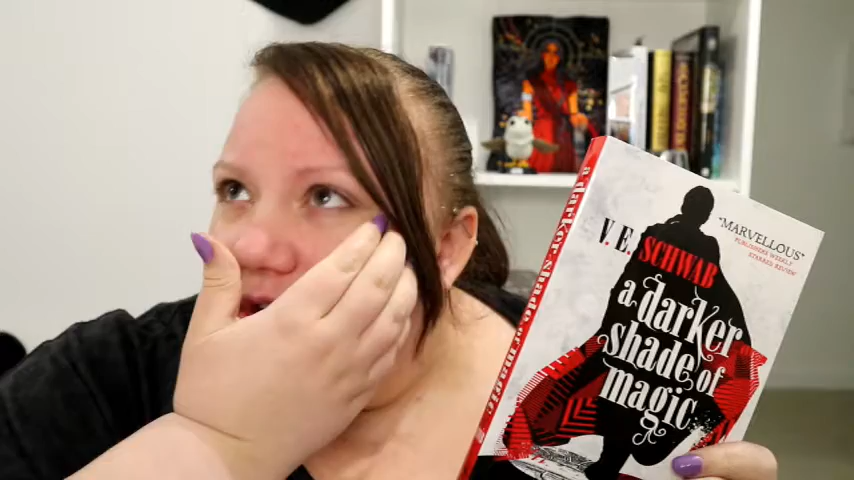 a darker shade of magic
"MARVELLOUS"
PUBLISHERS WEEKLY
STARRED REVIEW
V. E.
SCHWAB
a Darker
Shade of
Magic